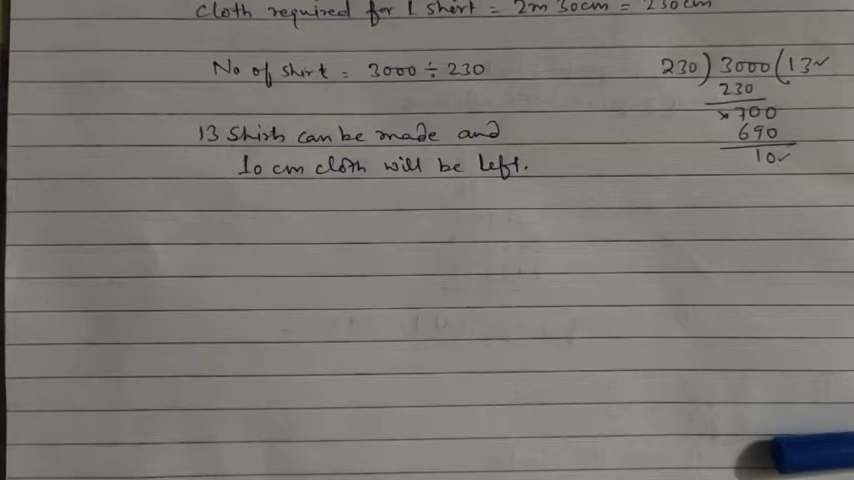 Cloth required for 1 shirt = 2m 30cm = 230cm
No of shirt = 3000 ÷ 230
230) 3000 (13✓
230
×700
690
10✓
13 Shirts can be made and
10 cm cloth will be left.